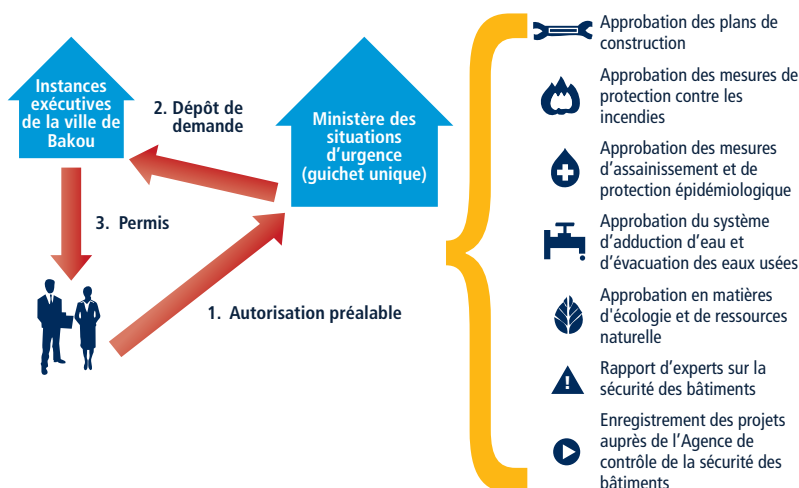 Instances
exécutives
de la ville de
Bakou
2. Dépôt de
demande
Ministère des
situations
d'urgence
(guichet unique)
3. Permis
1. Autorisation préalable
Approbation des plans de
construction
Approbation des mesures de
protection contre les
incendies
Approbation des mesures
d'assainissement et de
protection épidémiologique
Approbation du système
d'adduction d'eau et
d'évacuation des eaux usées
Approbation en matières
d'écologie et de ressources
naturelle
Rapport d'experts sur la
sécurité des bâtiments
Enregistrement des projets
auprès de l'Agence de
contrôle de la sécurité des
bâtiments